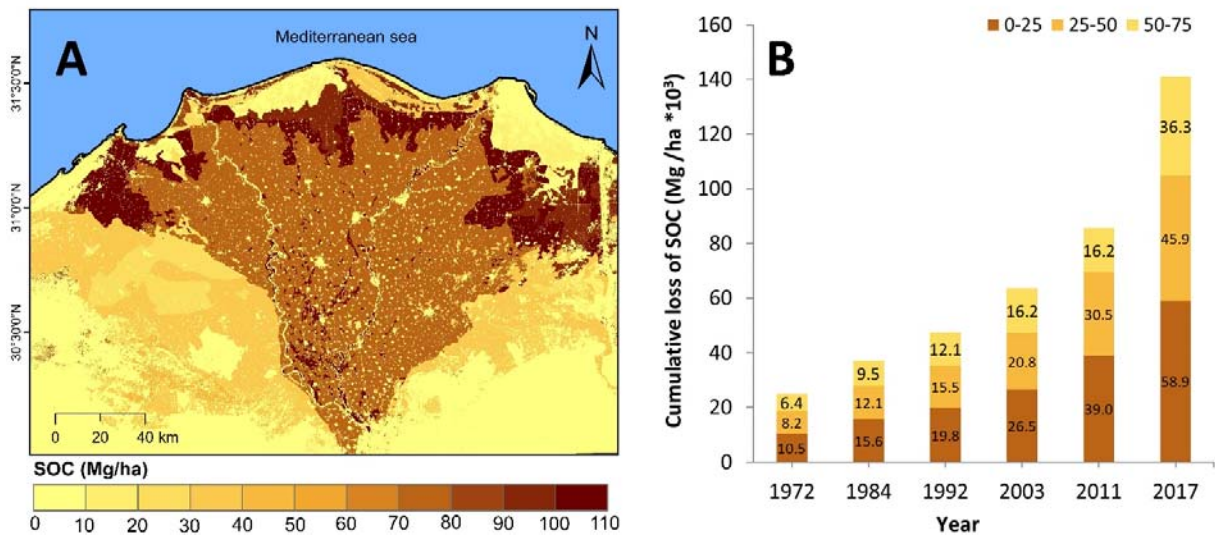 A
Mediterranean sea
N
31°30'0"N
31°0'0"N
30°30'0"N
0 20 40 km
SOC (Mg/ha)
0 10 20 30 40 50 60 70 80 90 100 110
B
0-25 25-50 50-75
Cumulative loss of SOC (Mg /ha *10³)
160
140
120
100
80
60
40
20
0
6.4
8.2
10.5
9.5
12.1
15.6
12.1
15.5
19.8
16.2
20.8
26.5
16.2
30.5
39.0
36.3
45.9
58.9
1972 1984 1992 2003 2011 2017
Year